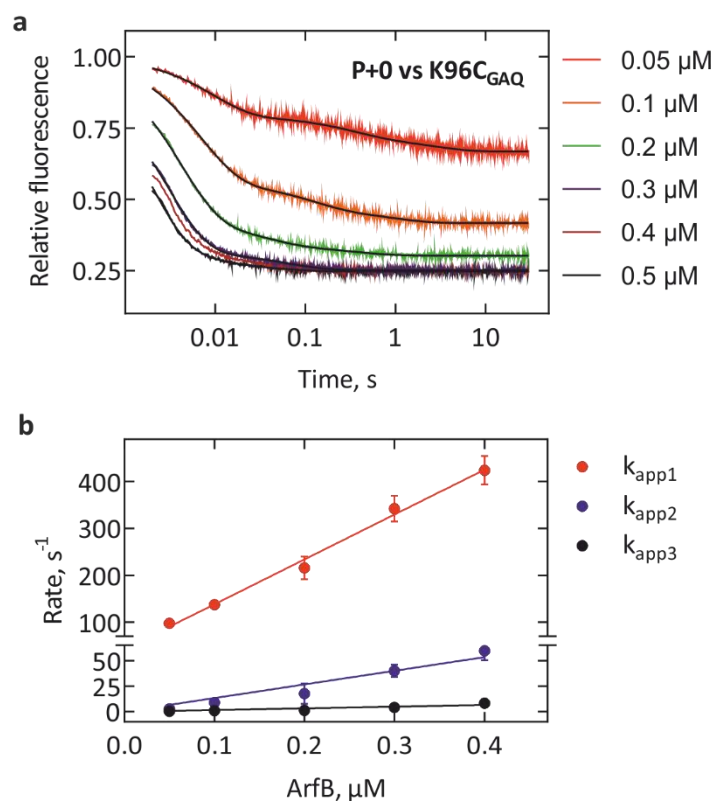 a
P+0 vs K96C_GAQ
1.00
0.75
0.50
0.25
Relative fluorescence
0.01
0.1
1
10
Time, s
0.05 µM
0.1 µM
0.2 µM
0.3 µM
0.4 µM
0.5 µM
b
400
300
200
100
50
25
0
Rate, s⁻¹
0.0
0.1
0.2
0.3
0.4
ArfB, µM
k_app1
k_app2
k_app3